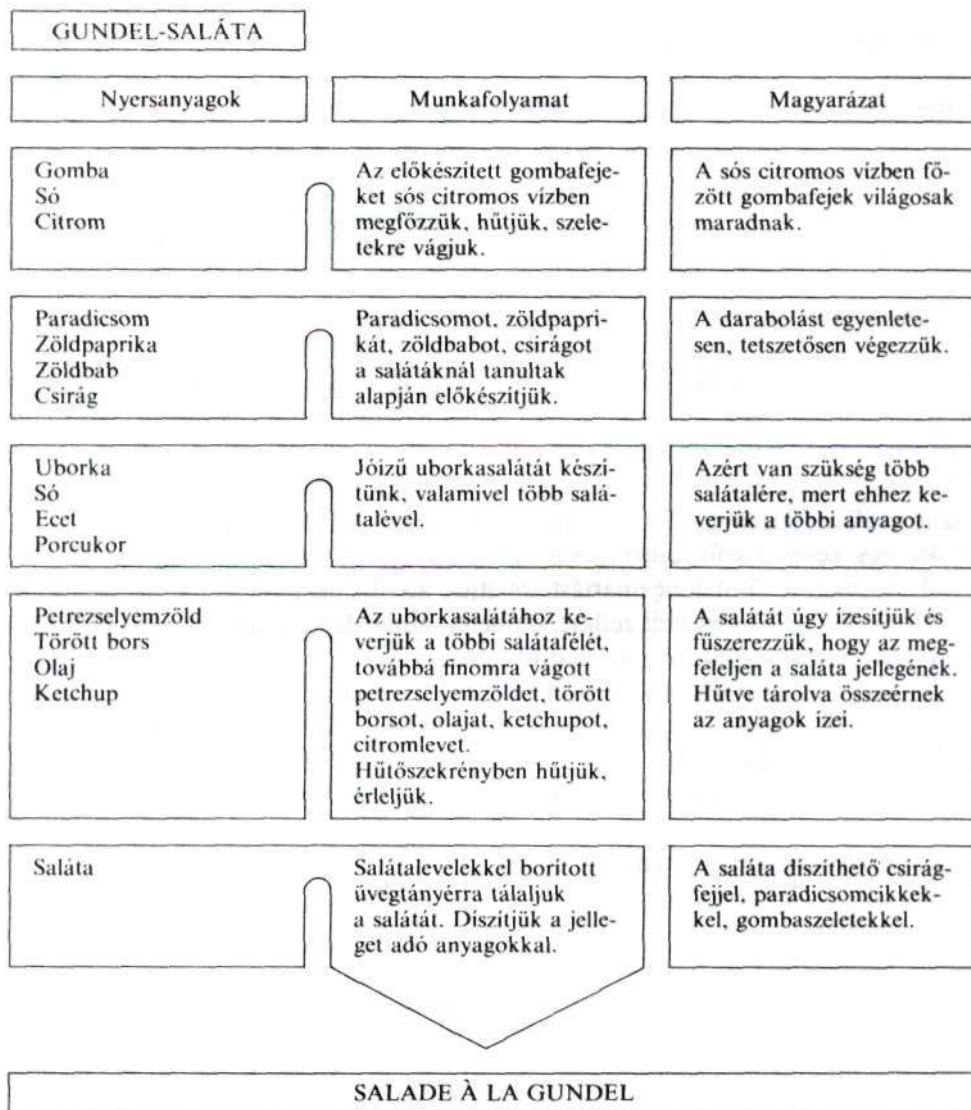 GUNDEL-SALÁTA
Nyersanyagok
Munkafolyamat
Magyarázat
Gomba
Só
Citrom
Az előkészített gombafeje-
ket sós citromos vízben
megfőzzük, hűtjük, szele-
tekre vágjuk.
A sós citromos vízben fő-
zött gombafejek világosak
maradnak.
Paradicsom
Zöldpaprika
Zöldbab
Csirág
Paradicsomot, zöldpapri-
kát, zöldbabot, csirágot
a salátáknál tanultak
alapján előkészítjük.
A darabolást egyenlete-
sen, tetszetősen végezzük.
Uborka
Só
Ecet
Porcukor
Jóizű uborkasalátát készí-
tünk, valamivel több salá-
talével.
Azért van szükség több
salátalére, mert ehhez ke-
verjük a többi anyagot.
Petrezselyemzöld
Törött bors
Olaj
Ketchup
Az uborkasalátához ke-
verjük a többi salátafélét,
továbbá finomra vágott
petrezselyemzöldet, törött
borsot, olajat, ketchupot,
citromlevet.
Hűtőszekrényben hűtjük,
érleljük.
A salátát úgy ízesítjük és
fűszerezzük, hogy az meg-
feleljen a saláta jellegének.
Hűtve tárolva összeérnek
az anyagok ízei.
Saláta
Salátalevelekkel borított
üvegtányérra tálaljuk
a salátát. Díszítjük a jelle-
get adó anyagokkal.
A saláta díszíthető csirág-
fejjel, paradicsomcikkek-
kel, gombaszeletekkel.
SALADE À LA GUNDEL